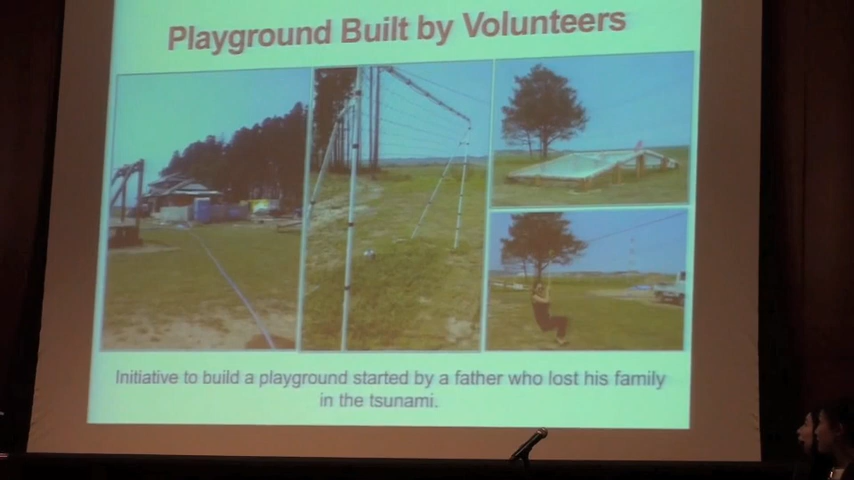 Playground Built by Volunteers
Initiative to build a playground started by a father who lost his family
in the tsunami.